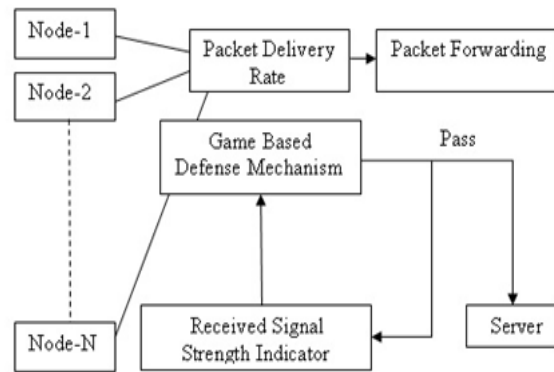 Node-1
Packet Delivery
Rate
Packet Forwarding
Node-2
Game Based
Defense Mechanism
Pass
Node-N
Received Signal
Strength Indicator
Server